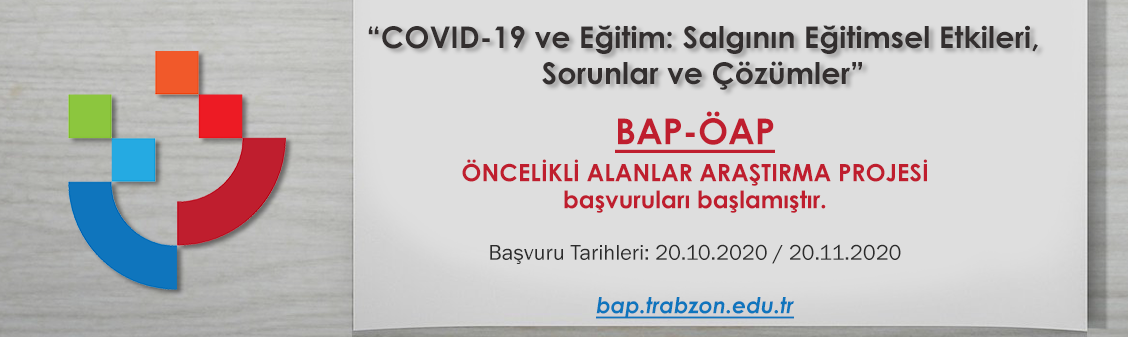 “COVID-19 ve Eğitim: Salgının Eğitimsel Etkileri,
Sorunlar ve Çözümler”
BAP-ÖAP
ÖNCELİKLİ ALANLAR ARAŞTIRMA PROJESİ
başvuruları başlamıştır.
Başvuru Tarihleri: 20.10.2020 / 20.11.2020
bap.trabzon.edu.tr